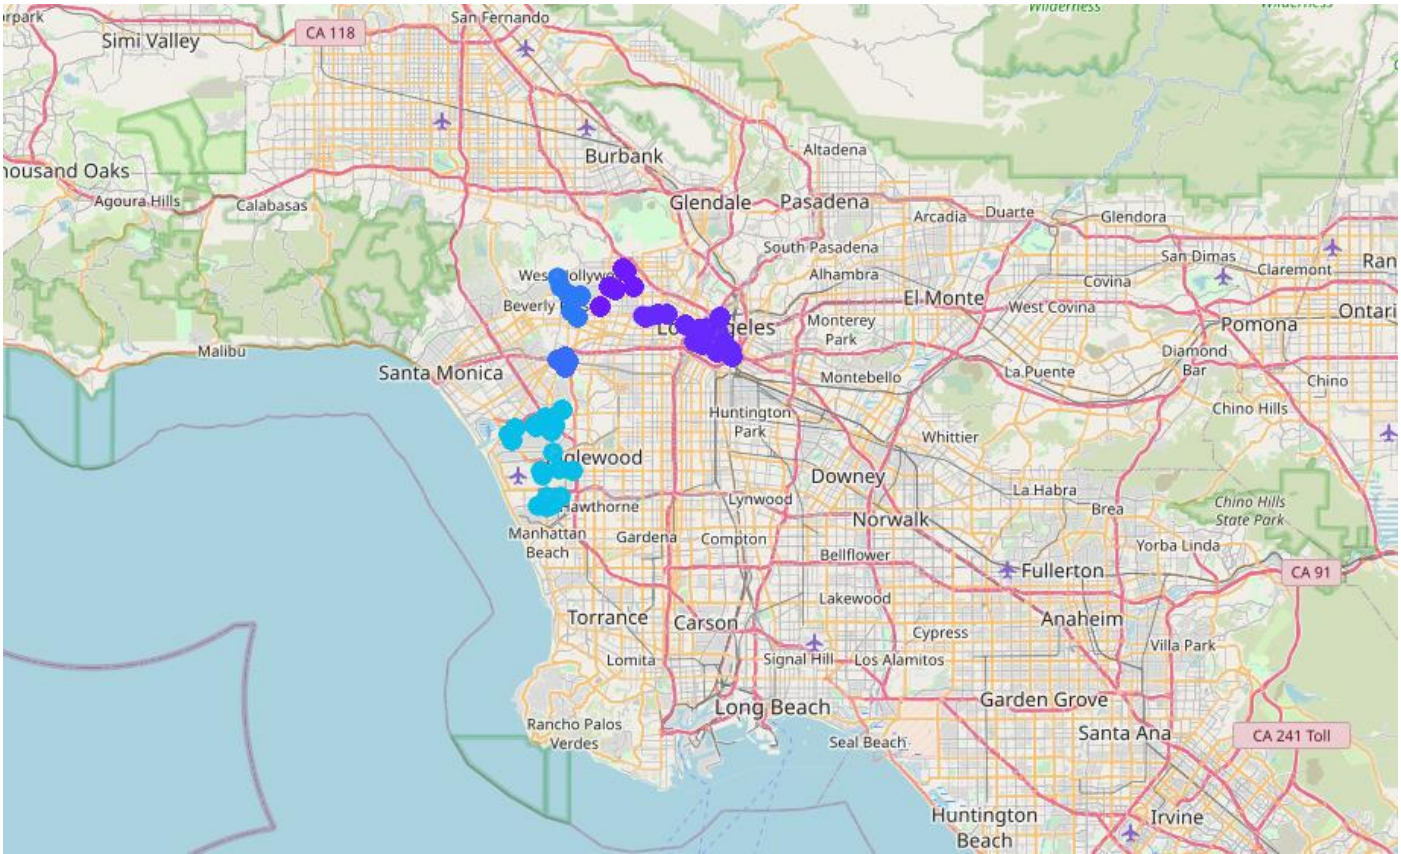 Wilderness
San Fernando
CA 118
Simi Valley
Altadena
Burbank
Thousand Oaks
Agoura Hills
Calabasas
Glendale
Pasadena
Arcadia
Duarte
Glendora
South Pasadena
San Dimas
Claremont
Ran
Alhambra
Covina
Beverly
El Monte
West Covina
Ontari
Pomona
Monterey
Park
Malibu
Diamond
Bar
Santa Monica
La Puente
Montebello
Chino
Chino Hills
Huntington
Park
Whittier
Downey
La Habra
Lynwood
Chino Hills
State Park
Hawthorne
Brea
Norwalk
Manhattan
Beach
Gardena
Compton
Yorba Linda
Bellflower
Fullerton
CA 91
Lakewood
Torrance
Carson
Anaheim
Cypress
Villa Park
Lomita
Signal Hill
Los Alamitos
Garden Grove
Long Beach
Rancho Palos
Verdes
Santa Ana
CA 241 Toll
Seal Beach
Huntington
Beach
Irvine